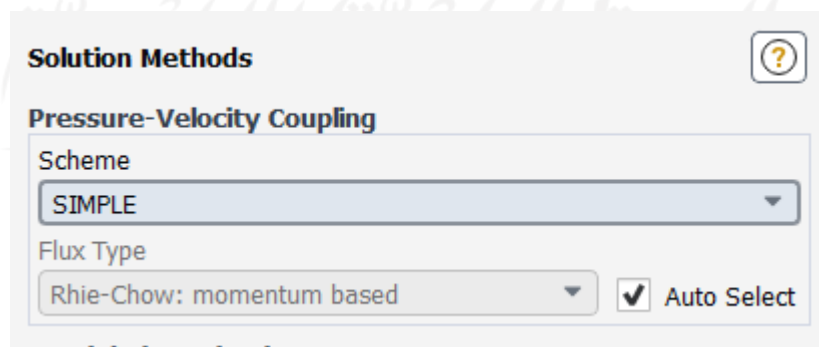 Solution Methods
?
Pressure-Velocity Coupling
Scheme
SIMPLE
Flux Type
Rhie-Chow: momentum based
Auto Select